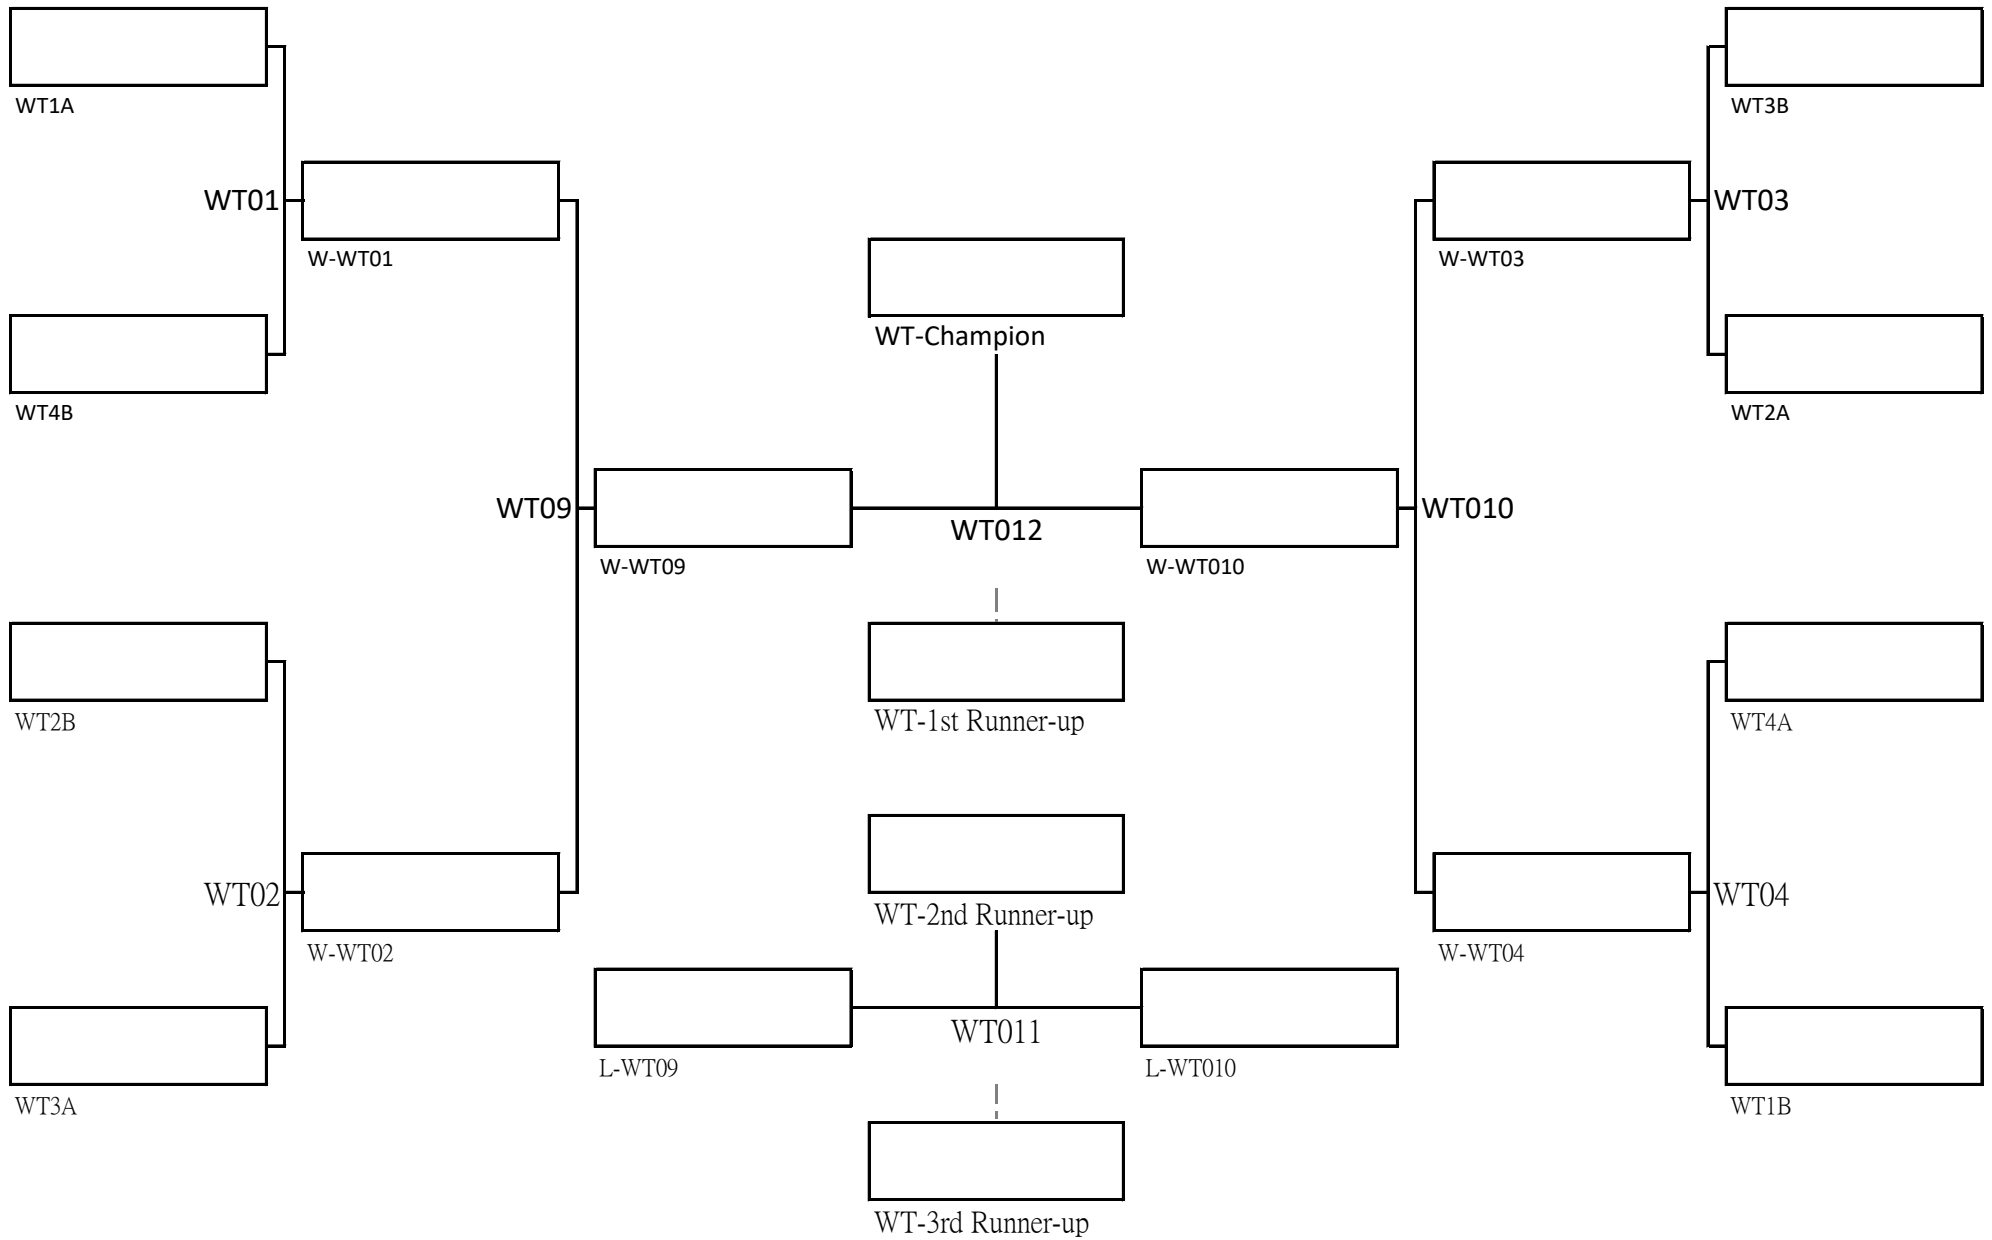 WT1A
WT3B
WT01
WT03
W-WT01
W-WT03
WT-Champion
WT4B
WT2A
WT09
WT012
WT010
W-WT09
W-WT010
WT2B
WT-1st Runner-up
WT4A
WT02
WT-2nd Runner-up
WT04
W-WT02
W-WT04
WT011
L-WT09
L-WT010
WT3A
WT1B
WT-3rd Runner-up